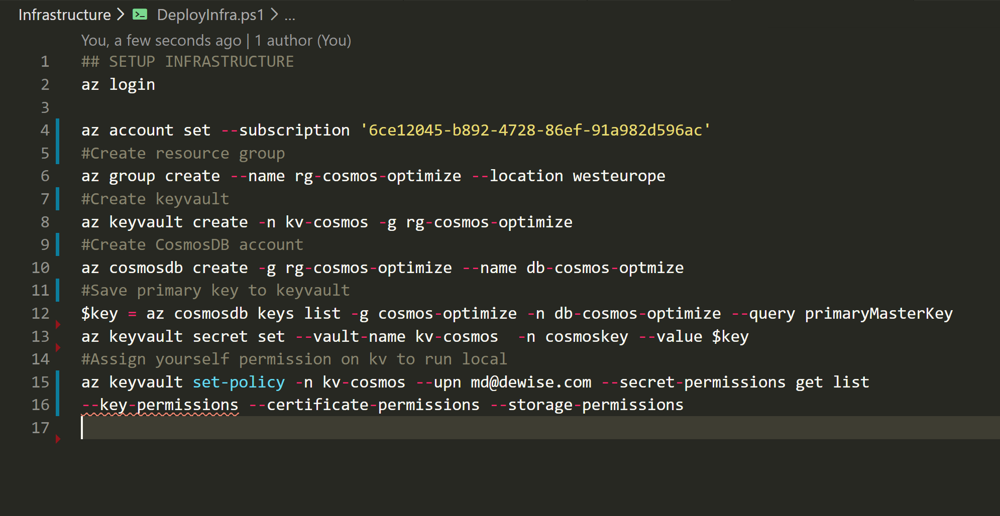 Infrastructure > DeployInfra.ps1 > ...
You, a few seconds ago | 1 author (You)
1 ## SETUP INFRASTRUCTURE
2 az login
3
4 az account set --subscription '6ce12045-b892-4728-86ef-91a982d596ac'
5 #Create resource group
6 az group create --name rg-cosmos-optimize --location westeurope
7 #Create keyvault
8 az keyvault create -n kv-cosmos -g rg-cosmos-optimize
9 #Create CosmosDB account
10 az cosmosdb create -g rg-cosmos-optimize --name db-cosmos-optmize
11 #Save primary key to keyvault
12 $key = az cosmosdb keys list -g cosmos-optimize -n db-cosmos-optimize --query primaryMasterKey
13 az keyvault secret set --vault-name kv-cosmos  -n cosmoskey --value $key
14 #Assign yourself permission on kv to run local
15 az keyvault set-policy -n kv-cosmos --upn md@dewise.com --secret-permissions get list
16 --key-permissions --certificate-permissions --storage-permissions
17